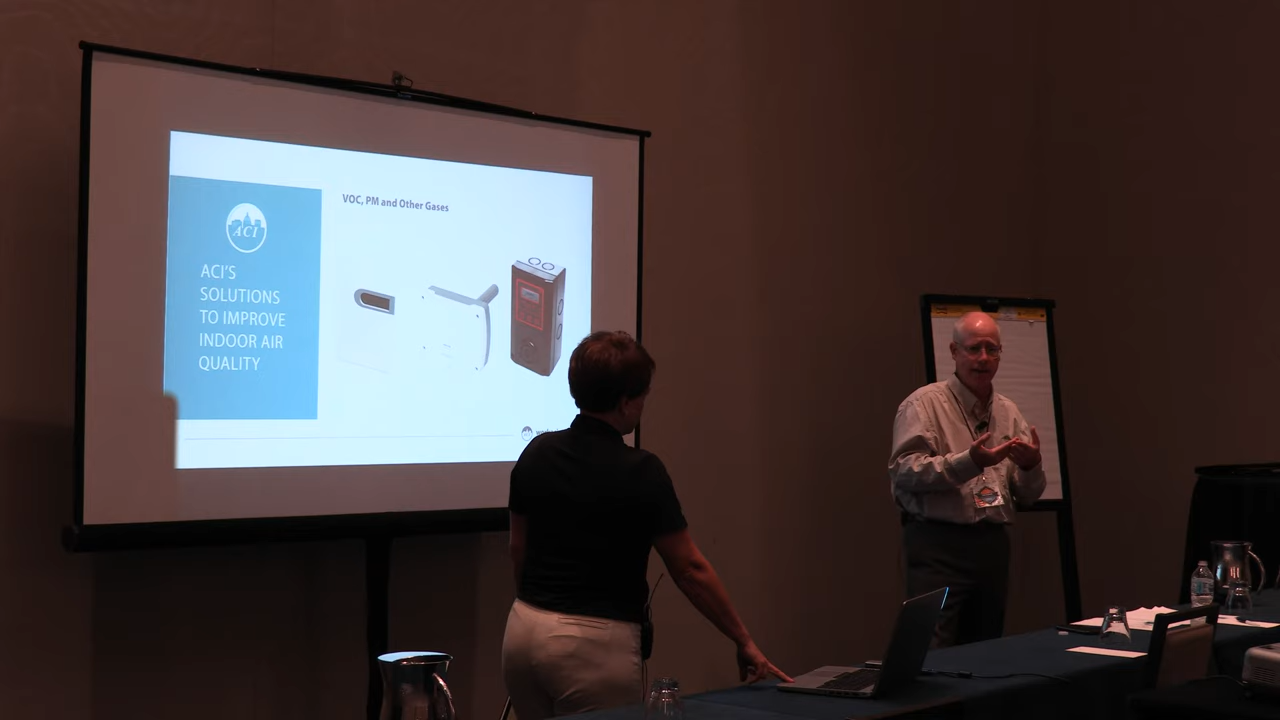 VOC, PM and Other Gases
ACI
ACI'S
SOLUTIONS
TO IMPROVE
INDOOR AIR
QUALITY